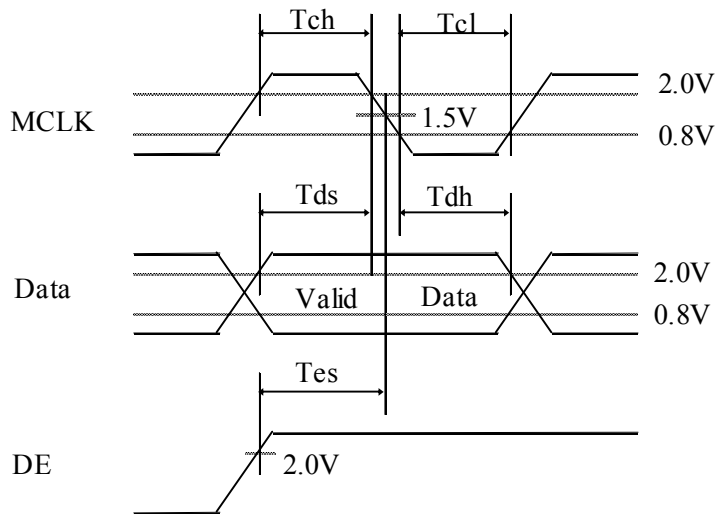 Tch Tcl
2.0V
MCLK 1.5V
0.8V
Tds Tdh
Data 2.0V
Valid Data
0.8V
Tes
DE 2.0V